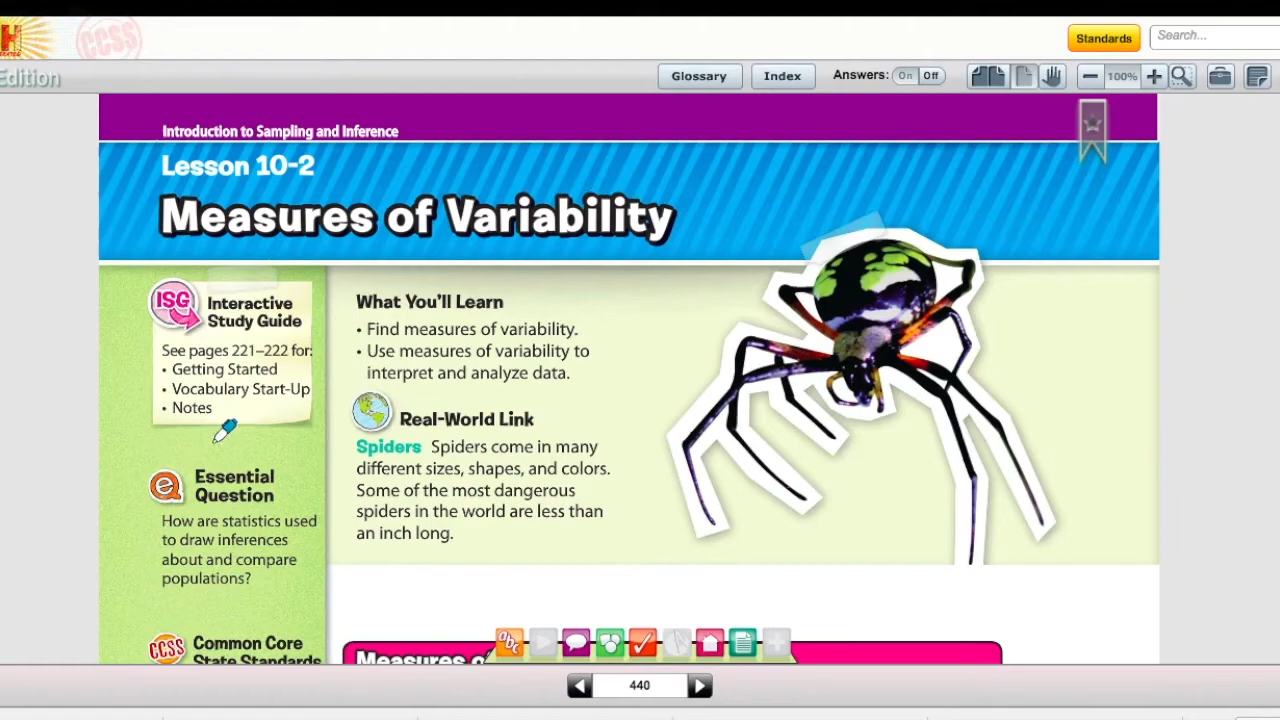 H
CCSS
Standards
Search...
Edition
Glossary
Index
Answers:
On
Off
100%
Introduction to Sampling and Inference
Lesson 10-2
Measures of Variability
ISG
Interactive
Study Guide
See pages 221–222 for:
• Getting Started
• Vocabulary Start-Up
• Notes
e
Essential
Question
How are statistics used
to draw inferences
about and compare
populations?
CCSS
Common Core
State Standards
What You'll Learn
• Find measures of variability.
• Use measures of variability to
interpret and analyze data.
Real-World Link
Spiders Spiders come in many
different sizes, shapes, and colors.
Some of the most dangerous
spiders in the world are less than
an inch long.
Measures
abc
440